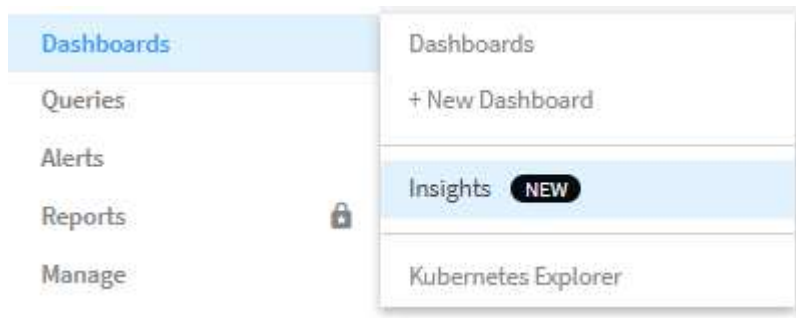 Dashboards
Queries
Alerts
Reports
Manage
Dashboards
+ New Dashboard
Insights NEW
Kubernetes Explorer